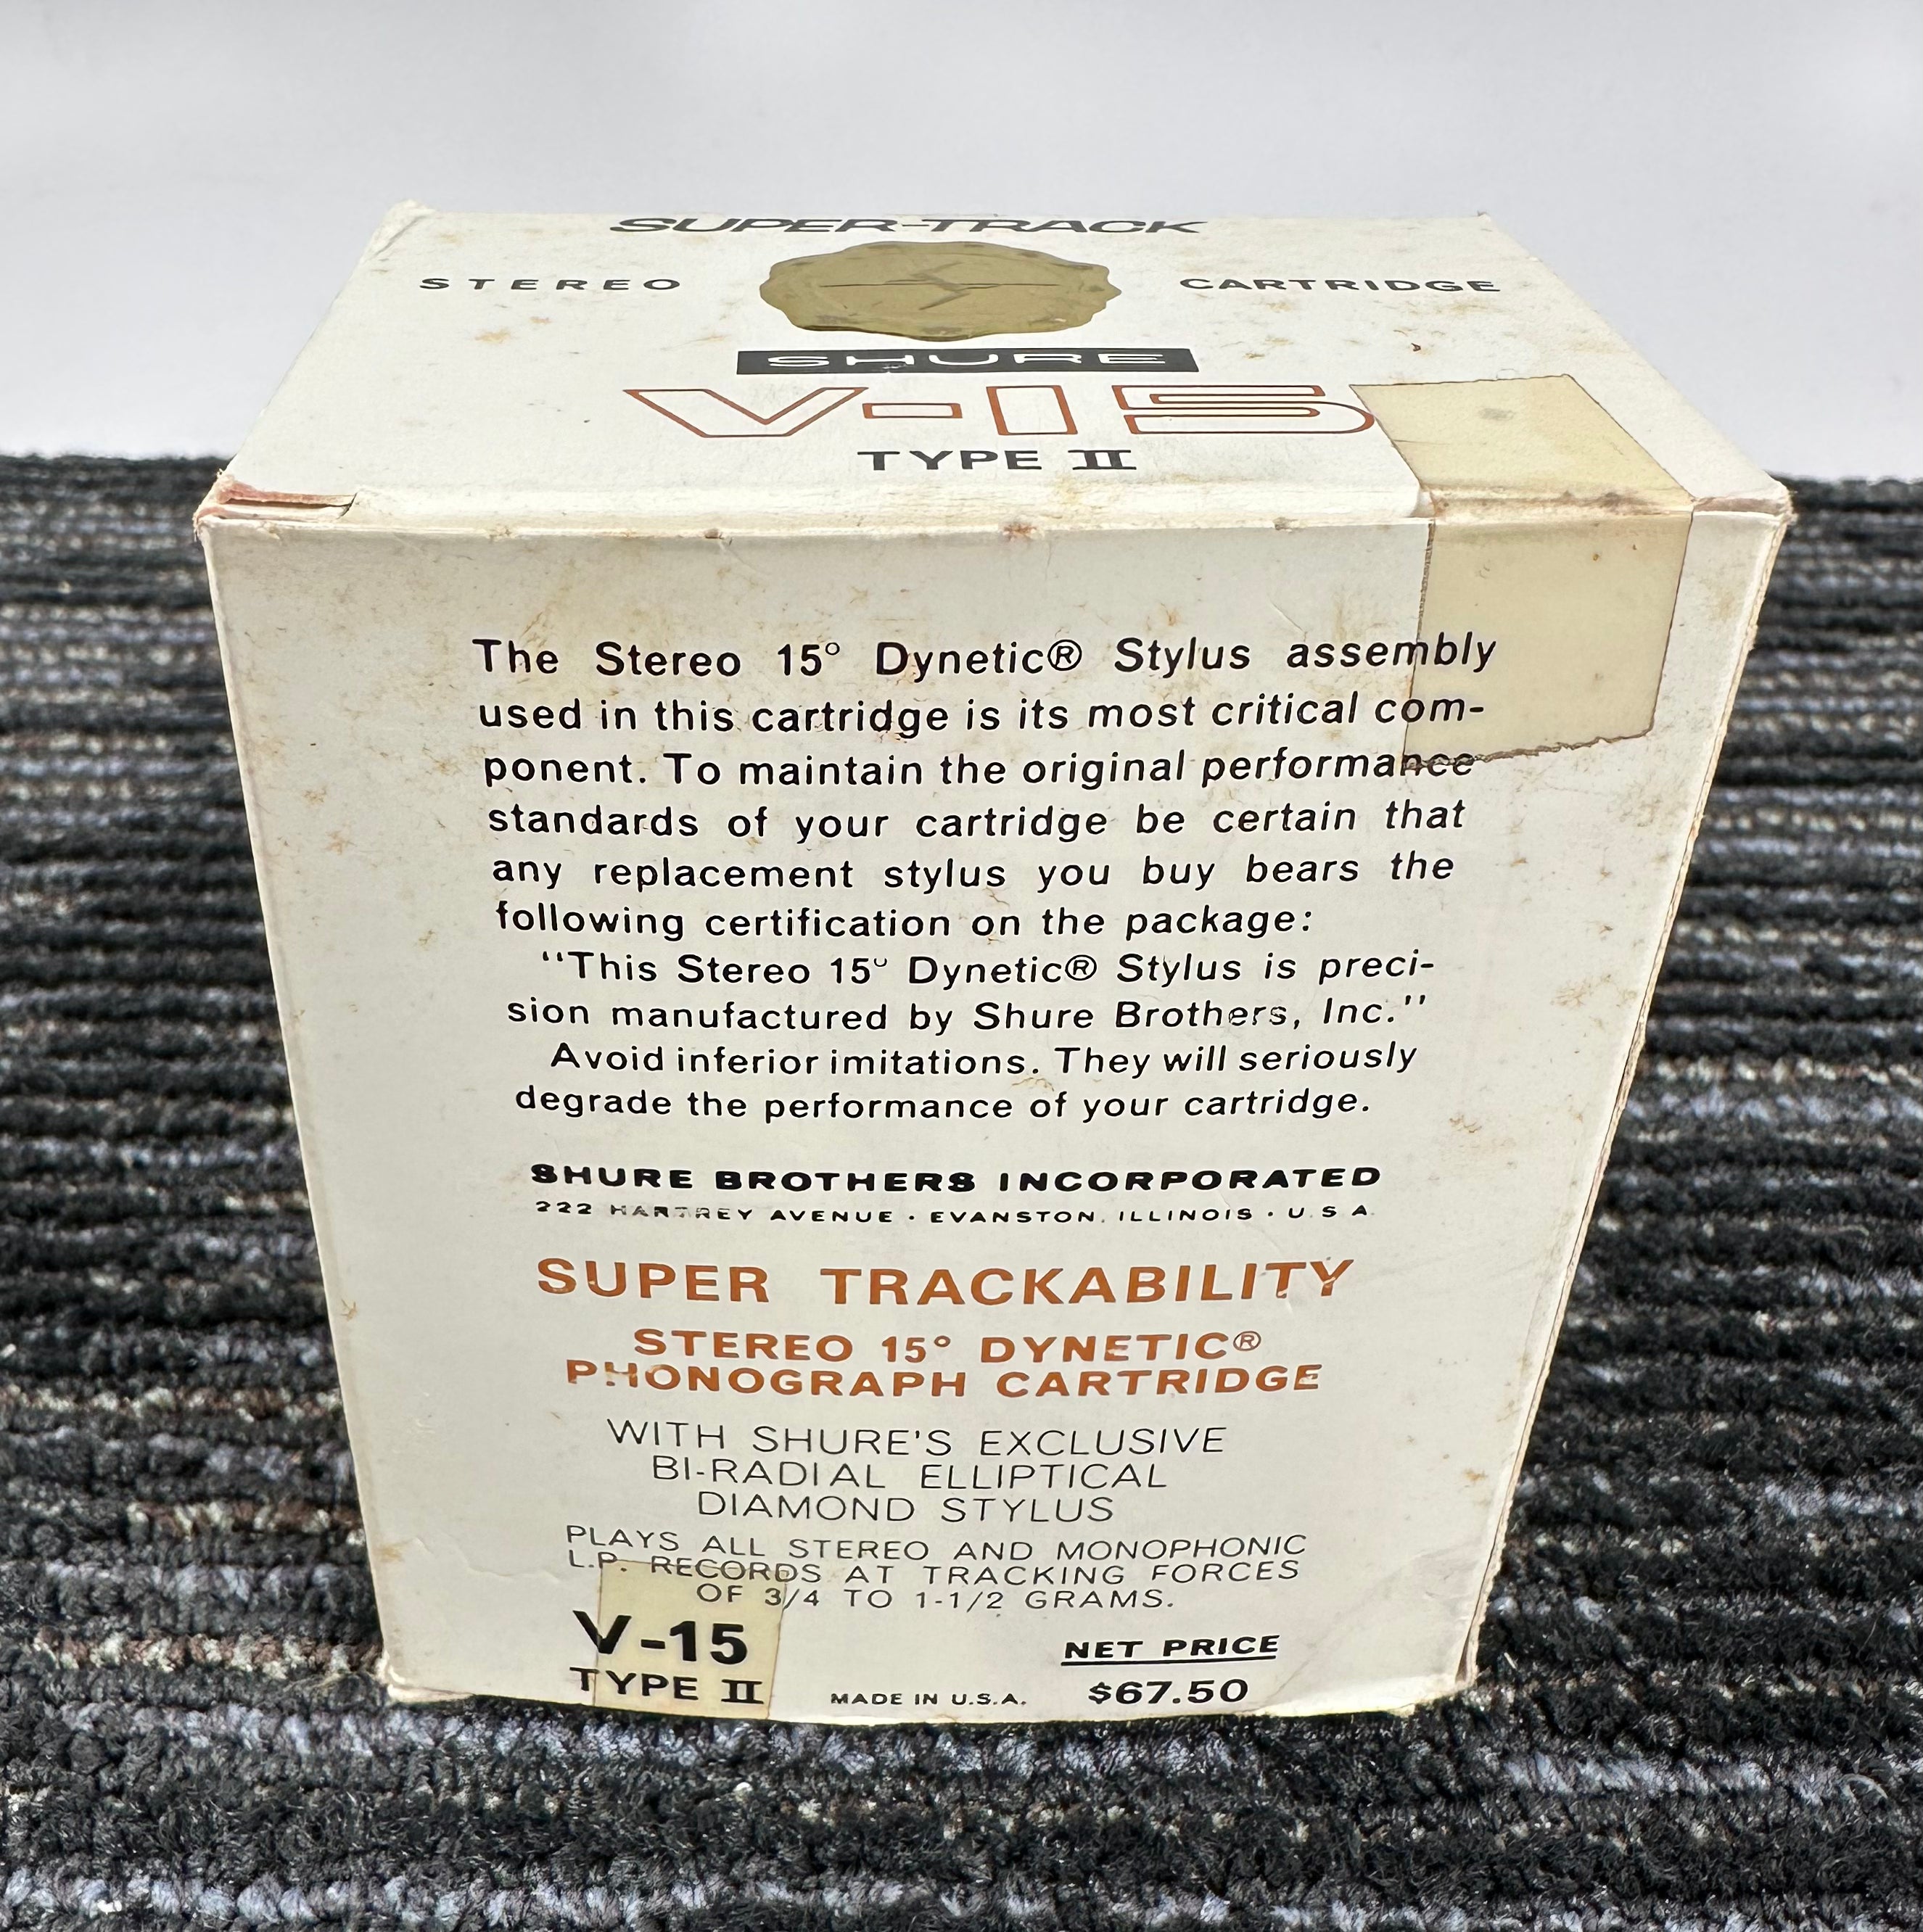 SUPER-TRACK
STEREO CARTRIDGE
SHURE
V-15
TYPE II
The Stereo 15° Dynetic® Stylus assembly
used in this cartridge is its most critical com-
ponent. To maintain the original performance
standards of your cartridge be certain that
any replacement stylus you buy bears the
following certification on the package:
"This Stereo 15° Dynetic® Stylus is preci-
sion manufactured by Shure Brothers, Inc."
Avoid inferior imitations. They will seriously
degrade the performance of your cartridge.
SHURE BROTHERS INCORPORATED
222 HARTREY AVENUE · EVANSTON, ILLINOIS · U.S.A.
SUPER TRACKABILITY
STEREO 15° DYNETIC®
PHONOGRAPH CARTRIDGE
WITH SHURE'S EXCLUSIVE
BI-RADIAL ELLIPTICAL
DIAMOND STYLUS
PLAYS ALL STEREO AND MONOPHONIC
L.P. RECORDS AT TRACKING FORCES
OF 3/4 TO 1-1/2 GRAMS.
V-15
TYPE II
MADE IN U.S.A.
NET PRICE
$67.50